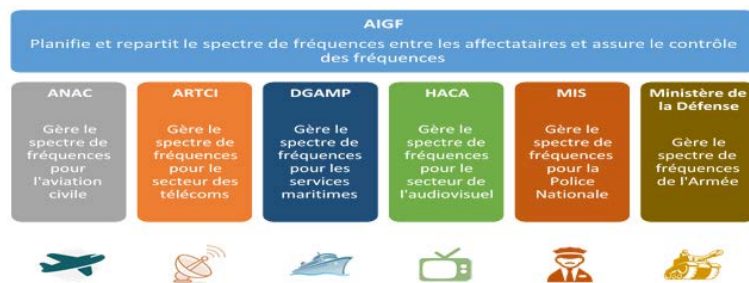 AIGF
Planifie et repartit le spectre de fréquences entre les affectataires et assure le contrôle
des fréquences
ANAC
Gère le
spectre de
fréquences
pour
l'aviation
civile
ARTCI
Gère le
spectre de
fréquences
pour le
secteur des
télécoms
DGAMP
Gère le
spectre de
fréquences
pour les
services
maritimes
HACA
Gère le
spectre de
fréquences
pour le
secteur de
l'audiovisuel
MIS
Gère le
spectre de
fréquences
pour la
Police
Nationale
Ministère de
la Défense
Gère le
spectre de
fréquences
de l'Armée